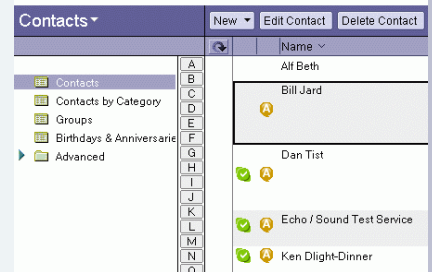 Contacts
New Edit Contact Delete Contact
Name
Contacts
Contacts by Category
Groups
Birthdays & Anniversarie
Advanced
A
B
C
D
E
F
G
H
I
J
K
L
M
N
O
Alf Beth
Bill Jard
A
Dan Tist
A
Echo / Sound Test Service
A
Ken Dlight-Dinner
A